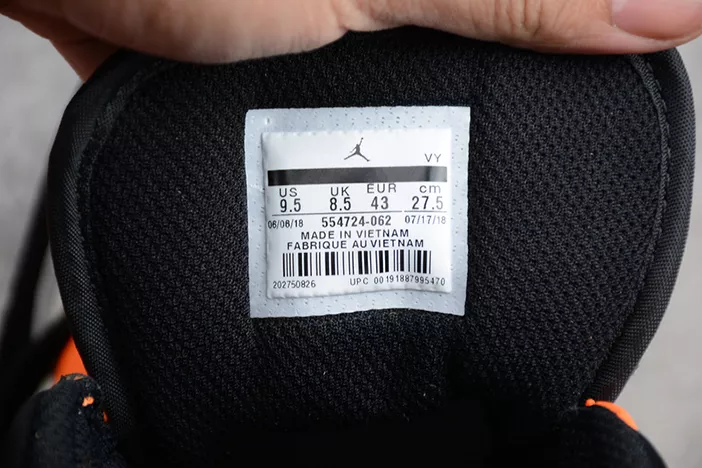 VY
US UK EUR cm
9.5 8.5 43 27.5
06/06/18 554724-062 07/17/18
MADE IN VIETNAM
FABRIQUE AU VIETNAM
202750826 UPC 00191887995470